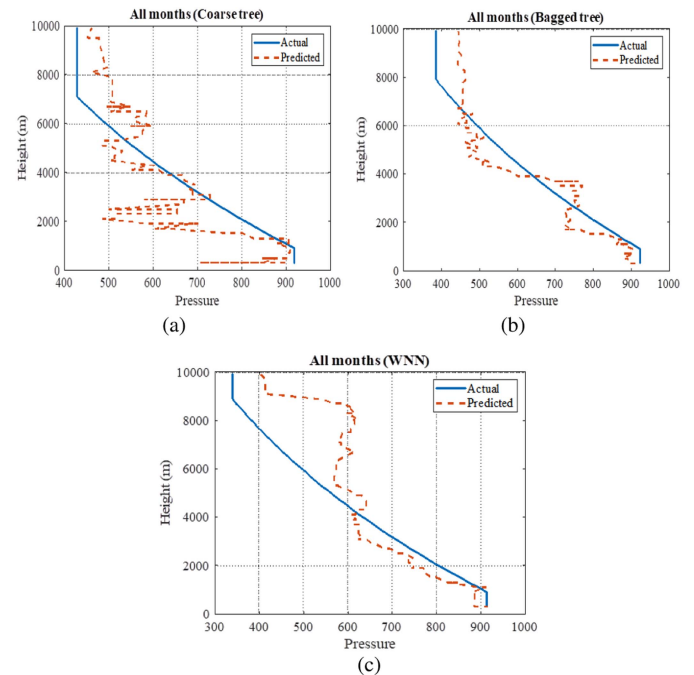 All months (Coarse tree)
Actual
Predicted
10000
8000
6000
4000
2000
0
Height (m)
400 500 600 700 800 900 1000
Pressure
(a)
All months (Bagged tree)
Actual
Predicted
10000
8000
6000
4000
2000
0
Height (m)
300 400 500 600 700 800 900 1000
Pressure
(b)
All months (WNN)
Actual
Predicted
10000
8000
6000
4000
2000
0
Height (m)
300 400 500 600 700 800 900 1000
Pressure
(c)